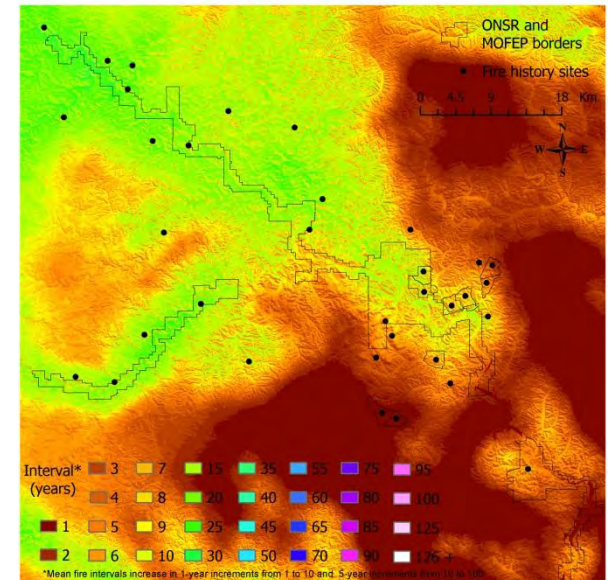 ONSR and
MOFEP borders
Fire history sites
0 4.5 9 18 Km
N
W E
S
Interval*
(years)
3 7 15 35 55 75 95
4 8 20 40 60 80 100
1 5 9 25 45 65 85 125
2 6 10 30 50 70 90 126 +
*Mean fire intervals increase in 1-year increments from 1 to 10 and 5-year increments from 10 to